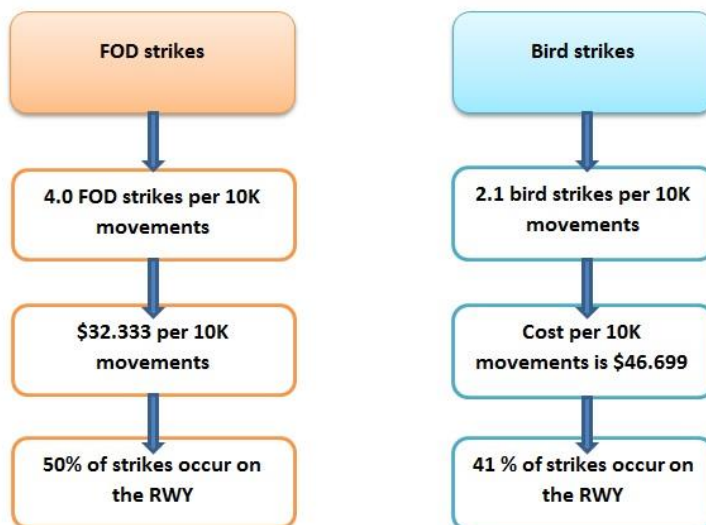 FOD strikes
4.0 FOD strikes per 10K
movements
$32.333 per 10K
movements
50% of strikes occur on
the RWY
Bird strikes
2.1 bird strikes per 10K
movements
Cost per 10K
movements is $46.699
41 % of strikes occur on
the RWY